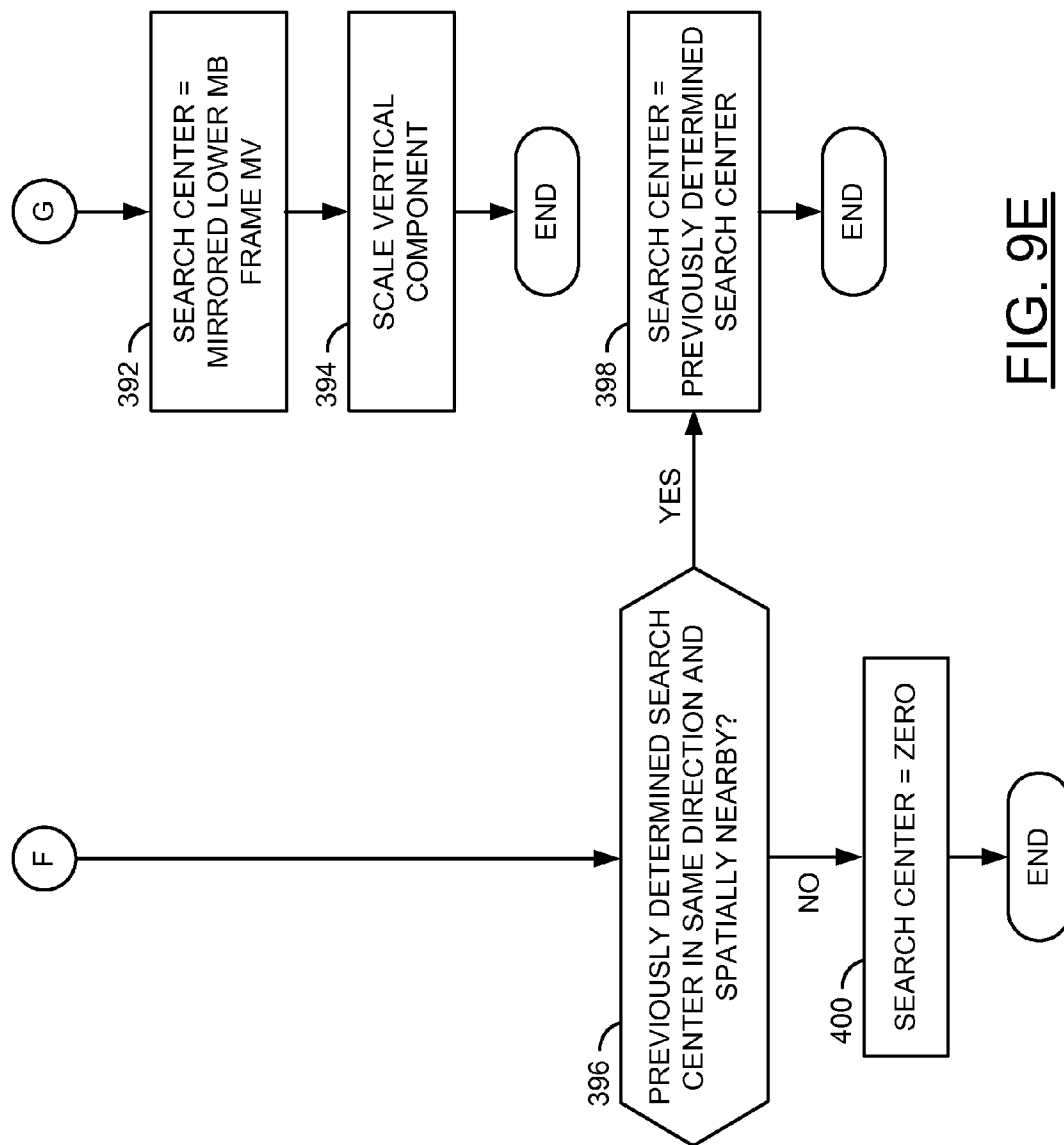 F
G
392
SEARCH CENTER =
MIRRORED LOWER MB
FRAME MV
394
SCALE VERTICAL
COMPONENT
END
396
PREVIOUSLY DETERMINED SEARCH
CENTER IN SAME DIRECTION AND
SPATIALLY NEARBY?
YES
398
SEARCH CENTER =
PREVIOUSLY DETERMINED
SEARCH CENTER
END
NO
400
SEARCH CENTER = ZERO
END
FIG. 9E